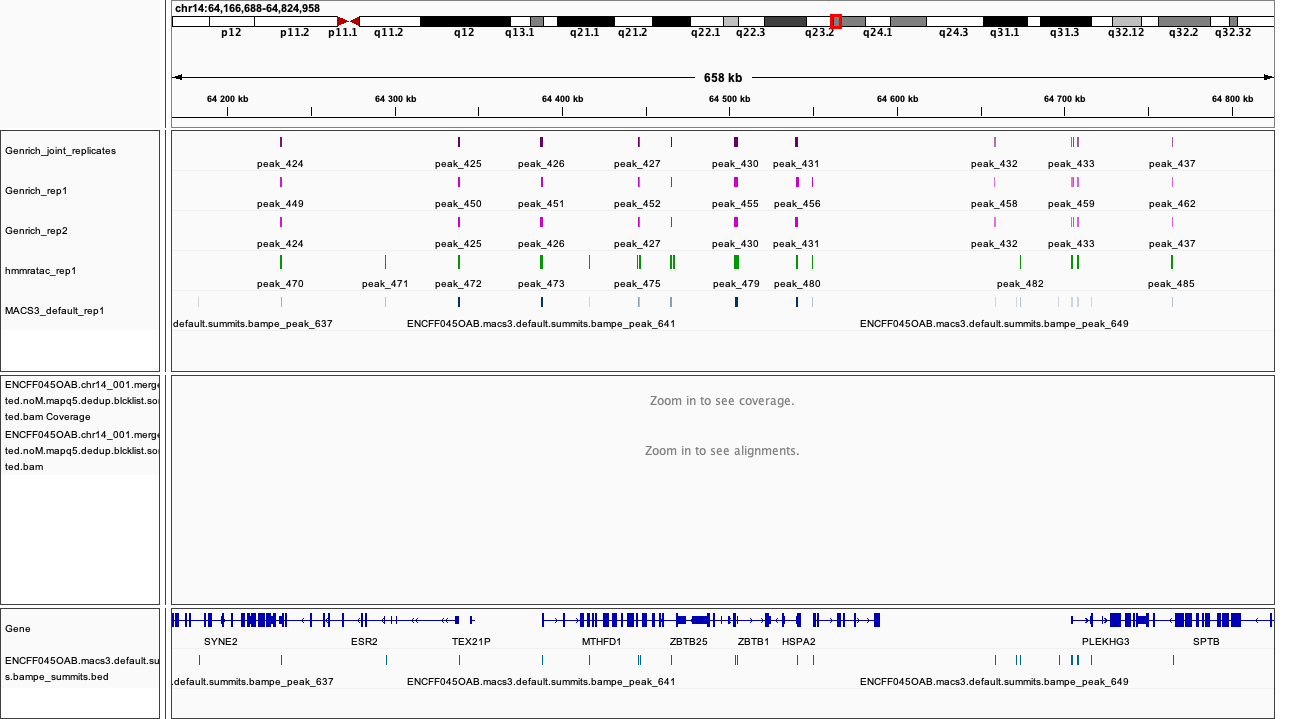 chr14:64,166,688-64,824,958
p12 p11.2 p11.1 q11.2 q12 q13.1 q21.1 q21.2 q22.1 q22.3 q23.2 q24.1 q24.3 q31.1 q31.3 q32.12 q32.2 q32.32
658 kb
64 200 kb 64 300 kb 64 400 kb 64 500 kb 64 600 kb 64 700 kb 64 800 kb
Genrich_joint_replicates
peak_424 peak_425 peak_426 peak_427 peak_430 peak_431 peak_432 peak_433 peak_437
Genrich_rep1
peak_449 peak_450 peak_451 peak_452 peak_455 peak_456 peak_458 peak_459 peak_462
Genrich_rep2
peak_424 peak_425 peak_426 peak_427 peak_430 peak_431 peak_432 peak_433 peak_437
hmmratac_rep1
peak_470 peak_471 peak_472 peak_473 peak_475 peak_479 peak_480 peak_482 peak_485
MACS3_default_rep1
default.summits.bampe_peak_637 ENCFF045OAB.macs3.default.summits.bampe_peak_641 ENCFF045OAB.macs3.default.summits.bampe_peak_649
ENCFF045OAB.chr14_001.merge
ted.noM.mapq5.dedup.blcklist.so
ted.bam Coverage
Zoom in to see coverage.
ENCFF045OAB.chr14_001.merge
ted.noM.mapq5.dedup.blcklist.so
ted.bam
Zoom in to see alignments.
Gene
SYNE2 ESR2 TEX21P MTHFD1 ZBTB25 ZBTB1 HSPA2 PLEKHG3 SPTB
ENCFF045OAB.macs3.default.su
s.bampe_summits.bed
.default.summits.bampe_peak_637 ENCFF045OAB.macs3.default.summits.bampe_peak_641 ENCFF045OAB.macs3.default.summits.bampe_peak_649